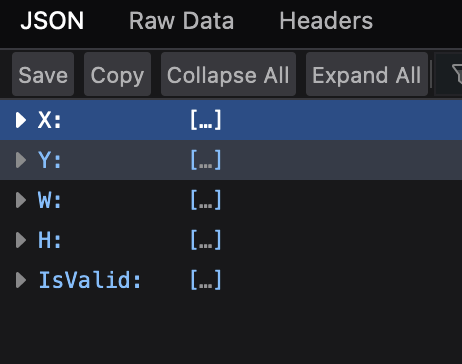 JSON Raw Data Headers
Save Copy Collapse All Expand All
X: […]
Y: […]
W: […]
H: […]
IsValid: […]